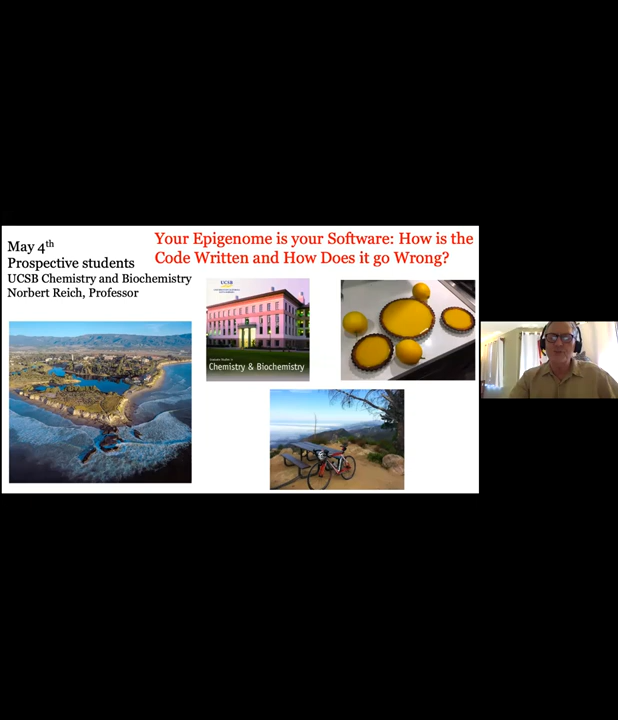 May 4th
Prospective students
UCSB Chemistry and Biochemistry
Norbert Reich, Professor
Your Epigenome is your Software: How is the
Code Written and How Does it go Wrong?
UCSB
Chemistry & Biochemistry